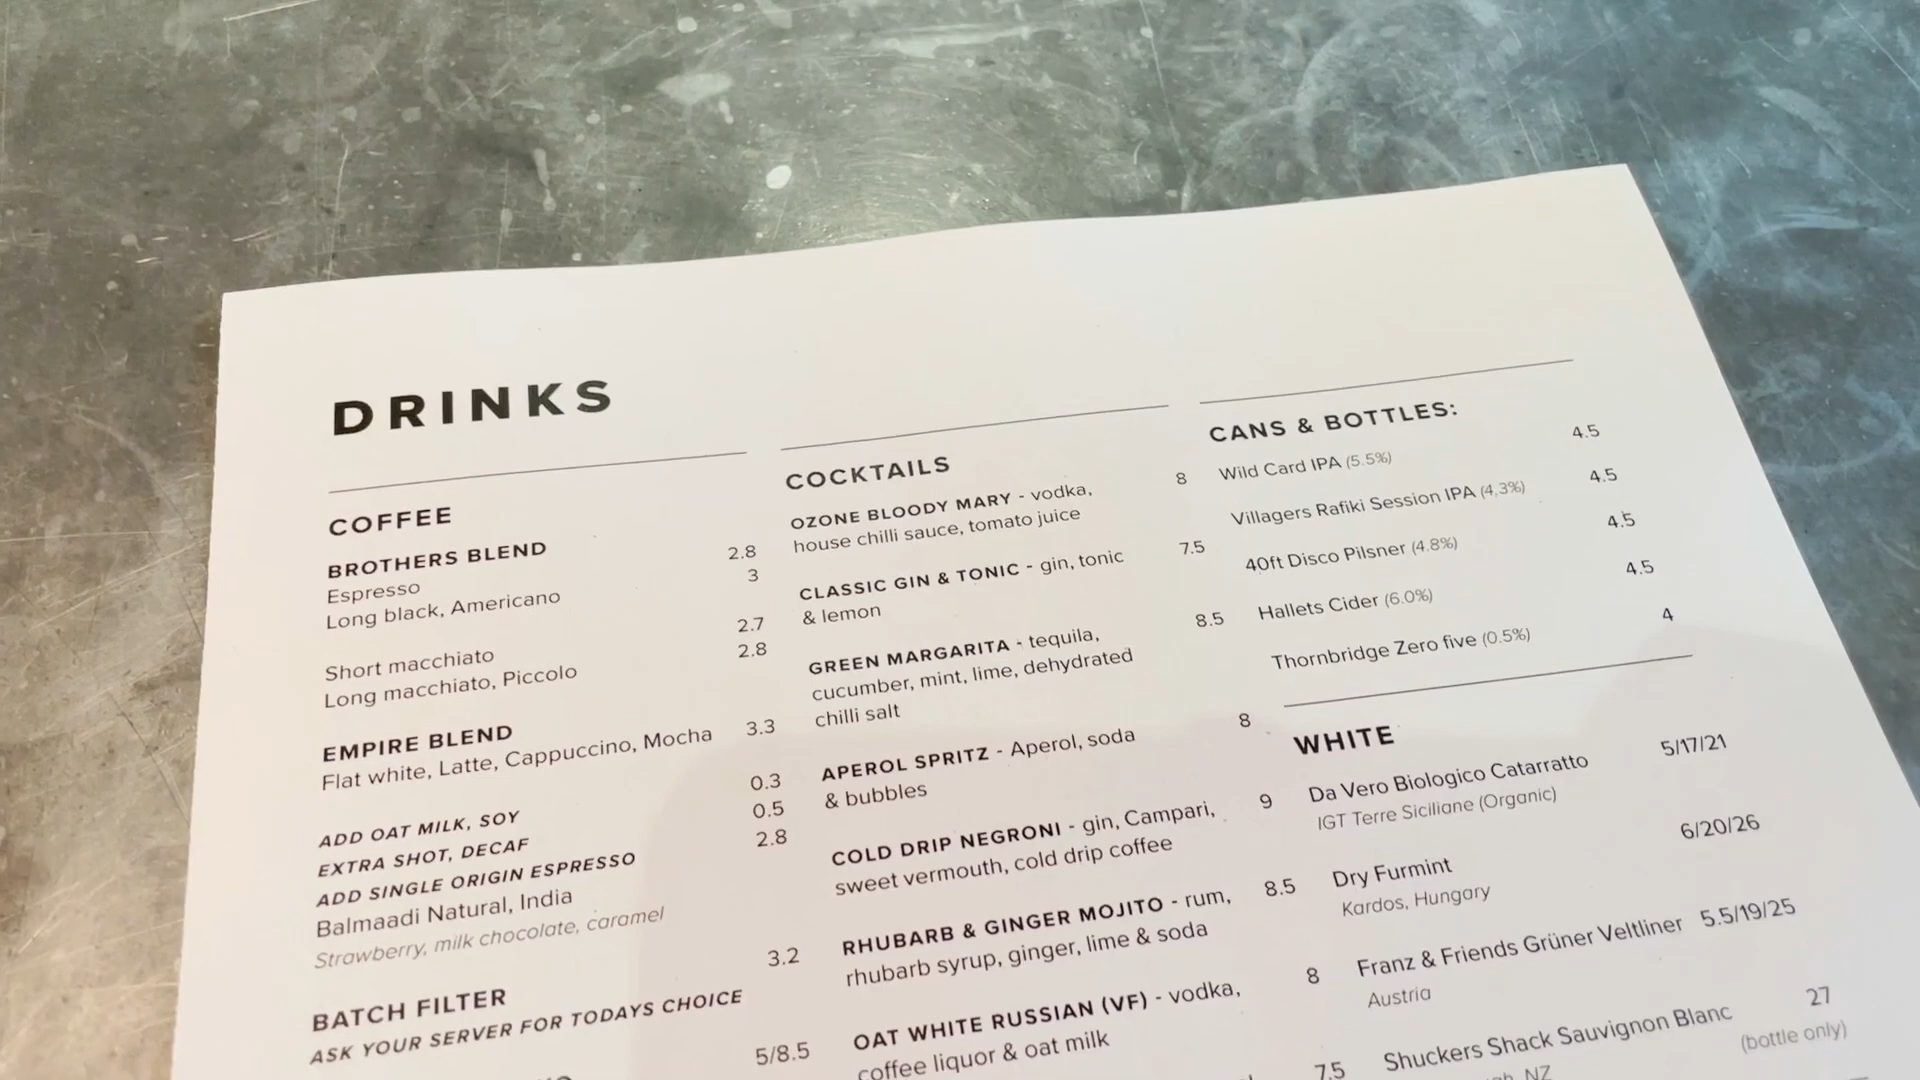 DRINKS
COFFEE
BROTHERS BLEND
Espresso 2.8
Long black, Americano 3
Short macchiato 2.7
Long macchiato, Piccolo 2.8
EMPIRE BLEND
Flat white, Latte, Cappuccino, Mocha 3.3
ADD OAT MILK, SOY 0.3
EXTRA SHOT, DECAF 0.5
ADD SINGLE ORIGIN ESPRESSO 2.8
Balmaadi Natural, India
Strawberry, milk chocolate, caramel
BATCH FILTER 3.2
ASK YOUR SERVER FOR TODAYS CHOICE
5/8.5
COCKTAILS
OZONE BLOODY MARY - vodka, 8
house chilli sauce, tomato juice
CLASSIC GIN & TONIC - gin, tonic 7.5
& lemon
GREEN MARGARITA - tequila, 8.5
cucumber, mint, lime, dehydrated
chilli salt
APEROL SPRITZ - Aperol, soda 8
& bubbles
COLD DRIP NEGRONI - gin, Campari, 9
sweet vermouth, cold drip coffee
RHUBARB & GINGER MOJITO - rum, 8.5
rhubarb syrup, ginger, lime & soda
OAT WHITE RUSSIAN (VF) - vodka, 8
coffee liquor & oat milk
7.5
CANS & BOTTLES:
Wild Card IPA (5.5%) 4.5
Villagers Rafiki Session IPA (4.3%) 4.5
40ft Disco Pilsner (4.8%) 4.5
Hallets Cider (6.0%) 4.5
Thornbridge Zero five (0.5%) 4
WHITE
Da Vero Biologico Catarratto 5/17/21
IGT Terre Siciliane (Organic)
Dry Furmint 6/20/26
Kardos, Hungary
Franz & Friends Grüner Veltliner 5.5/19/25
Austria
Shuckers Shack Sauvignon Blanc 27
(bottle only)
NZ